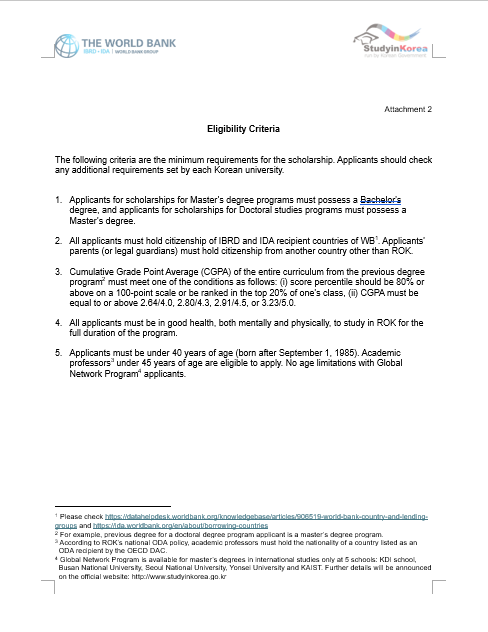 THE WORLD BANK
IBRD • IDA | WORLD BANK GROUP
StudyinKorea
Attachment 2
Eligibility Criteria
The following criteria are the minimum requirements for the scholarship. Applicants should check
any additional requirements set by each Korean university.
1. Applicants for scholarships for Master's degree programs must possess a Bachelor's
degree, and applicants for scholarships for Doctoral studies programs must possess a
Master's degree.
2. All applicants must hold citizenship of IBRD and IDA recipient countries of WB¹. Applicants'
parents (or legal guardians) must hold citizenship from another country other than ROK.
3. Cumulative Grade Point Average (CGPA) of the entire curriculum from the previous degree
program² must meet one of the conditions as follows: (i) score percentile should be 80% or
above on a 100-point scale or be ranked in the top 20% of one's class, (ii) CGPA must be
equal to or above 2.64/4.0, 2.80/4.3, 2.91/4.5, or 3.23/5.0.
4. All applicants must be in good health, both mentally and physically, to study in ROK for the
full duration of the program.
5. Applicants must be under 40 years of age (born after September 1, 1985). Academic
professors³ under 45 years of age are eligible to apply. No age limitations with Global
Network Program⁴ applicants.
¹ Please check https://datahelpdesk.worldbank.org/knowledgebase/articles/906519-world-bank-country-and-lending-
groups and https://ida.worldbank.org/en/about/borrowing-countries
² For example, previous degree for a doctoral degree program applicant is a master's degree program.
³ According to ROK's national ODA policy, academic professors must hold the nationality of a country listed as an
ODA recipient by the OECD DAC.
⁴ Global Network Program is available for master's degrees in international studies only at 5 schools: KDI school,
Busan National University, Seoul National University, Yonsei University and KAIST. Further details will be announced
on the official website: http://www.studyinkorea.go.kr